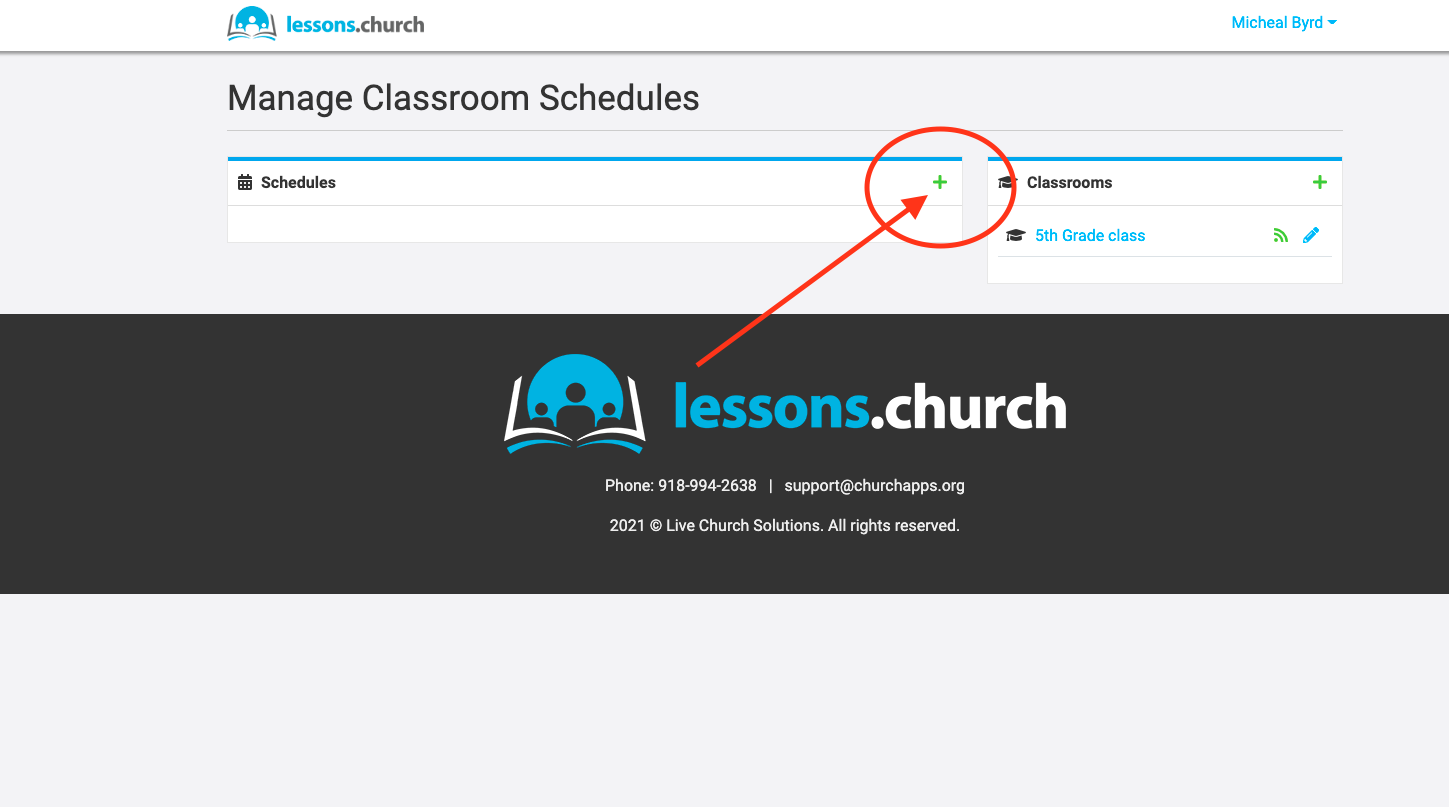 lessons.church
Micheal Byrd
Manage Classroom Schedules
Schedules
Classrooms
5th Grade class
lessons.church
Phone: 918-994-2638 | support@churchapps.org
2021 © Live Church Solutions. All rights reserved.